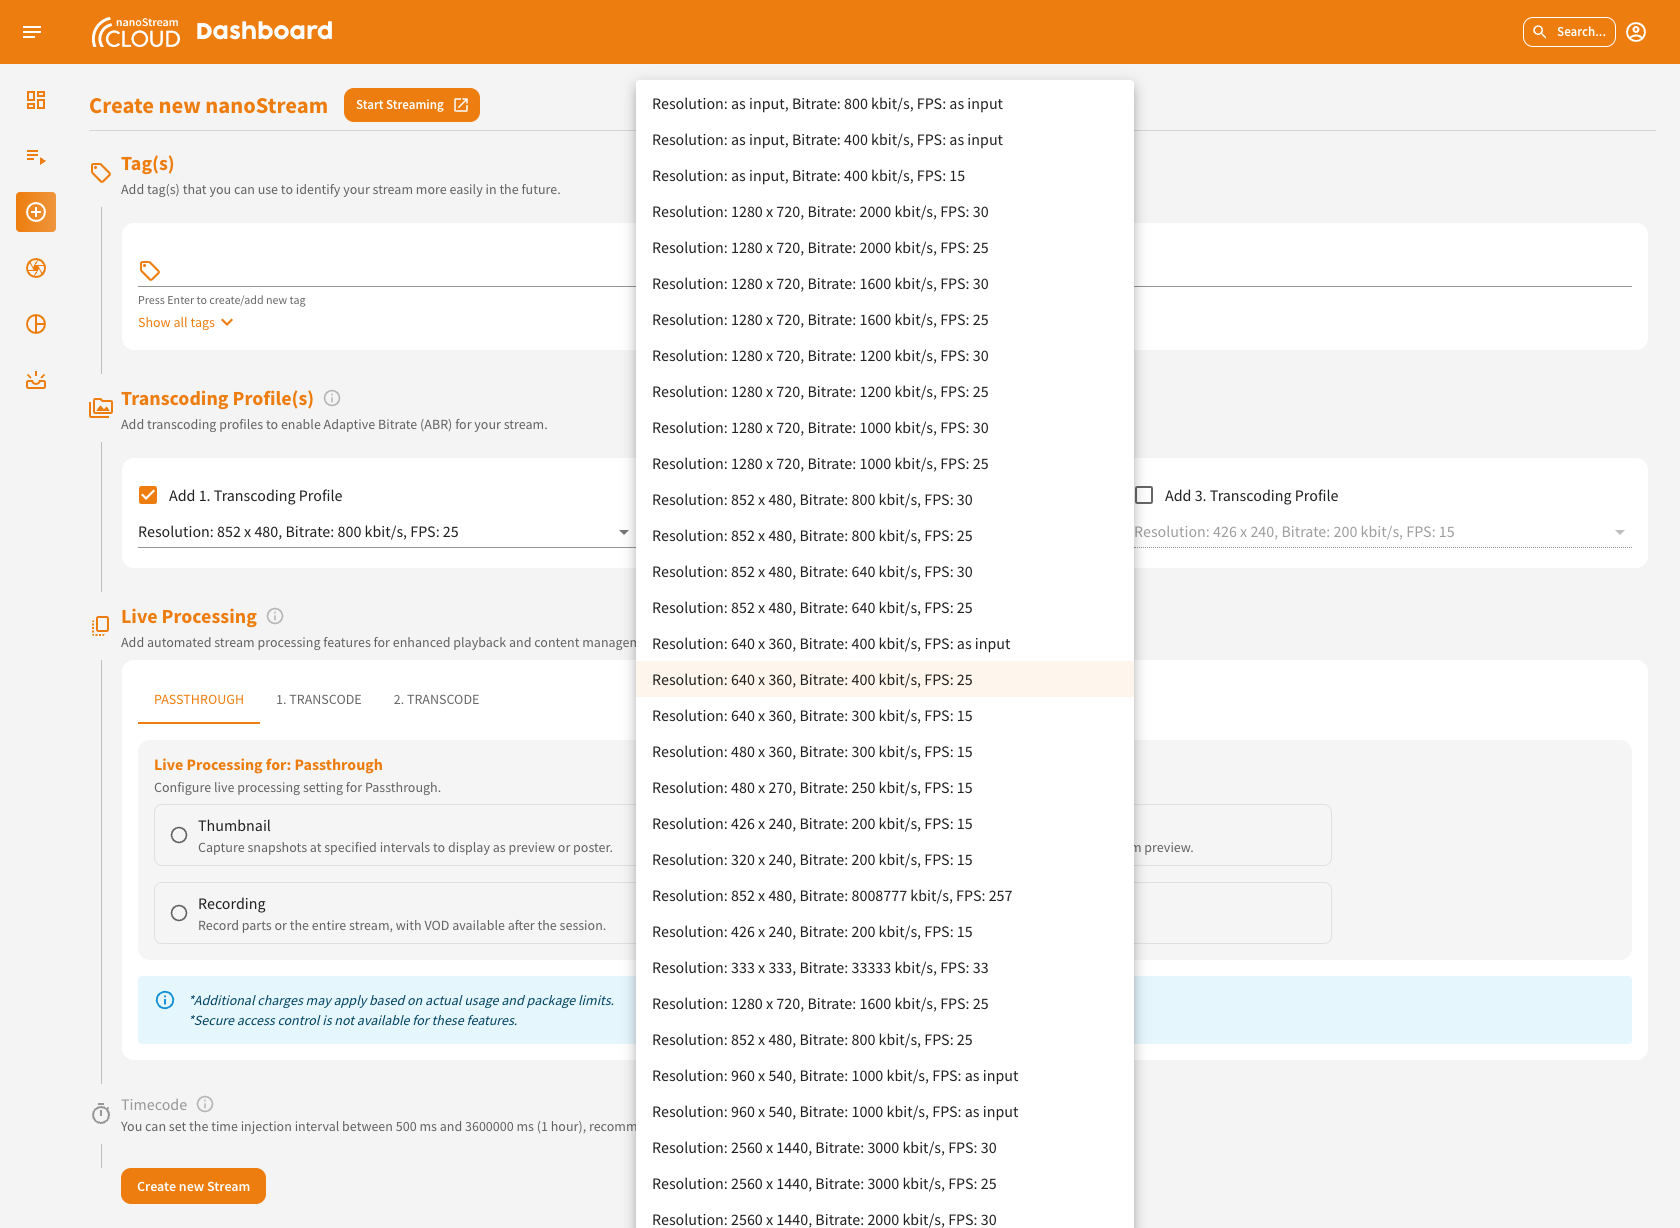 nanoStream
CLOUD
Dashboard
Search...
Create new nanoStream
Start Streaming
Tag(s)
Add tag(s) that you can use to identify your stream more easily in the future.
Press Enter to create/add new tag
Show all tags
Transcoding Profile(s)
Add transcoding profiles to enable Adaptive Bitrate (ABR) for your stream.
Add 1. Transcoding Profile
Resolution: 852 x 480, Bitrate: 800 kbit/s, FPS: 25
Add 3. Transcoding Profile
Resolution: 426 x 240, Bitrate: 200 kbit/s, FPS: 15
Live Processing
Add automated stream processing features for enhanced playback and content managem
PASSTHROUGH
1. TRANSCODE
2. TRANSCODE
Live Processing for: Passthrough
Configure live processing setting for Passthrough.
Thumbnail
Capture snapshots at specified intervals to display as preview or poster.
m preview.
Recording
Record parts or the entire stream, with VOD available after the session.
*Additional charges may apply based on actual usage and package limits.
*Secure access control is not available for these features.
Timecode
You can set the time injection interval between 500 ms and 3600000 ms (1 hour), recomm
Create new Stream
Resolution: as input, Bitrate: 800 kbit/s, FPS: as input
Resolution: as input, Bitrate: 400 kbit/s, FPS: as input
Resolution: as input, Bitrate: 400 kbit/s, FPS: 15
Resolution: 1280 x 720, Bitrate: 2000 kbit/s, FPS: 30
Resolution: 1280 x 720, Bitrate: 2000 kbit/s, FPS: 25
Resolution: 1280 x 720, Bitrate: 1600 kbit/s, FPS: 30
Resolution: 1280 x 720, Bitrate: 1600 kbit/s, FPS: 25
Resolution: 1280 x 720, Bitrate: 1200 kbit/s, FPS: 30
Resolution: 1280 x 720, Bitrate: 1200 kbit/s, FPS: 25
Resolution: 1280 x 720, Bitrate: 1000 kbit/s, FPS: 30
Resolution: 1280 x 720, Bitrate: 1000 kbit/s, FPS: 25
Resolution: 852 x 480, Bitrate: 800 kbit/s, FPS: 30
Resolution: 852 x 480, Bitrate: 800 kbit/s, FPS: 25
Resolution: 852 x 480, Bitrate: 640 kbit/s, FPS: 30
Resolution: 852 x 480, Bitrate: 640 kbit/s, FPS: 25
Resolution: 640 x 360, Bitrate: 400 kbit/s, FPS: as input
Resolution: 640 x 360, Bitrate: 400 kbit/s, FPS: 25
Resolution: 640 x 360, Bitrate: 300 kbit/s, FPS: 15
Resolution: 480 x 360, Bitrate: 300 kbit/s, FPS: 15
Resolution: 480 x 270, Bitrate: 250 kbit/s, FPS: 15
Resolution: 426 x 240, Bitrate: 200 kbit/s, FPS: 15
Resolution: 320 x 240, Bitrate: 200 kbit/s, FPS: 15
Resolution: 852 x 480, Bitrate: 8008777 kbit/s, FPS: 257
Resolution: 426 x 240, Bitrate: 200 kbit/s, FPS: 15
Resolution: 333 x 333, Bitrate: 33333 kbit/s, FPS: 33
Resolution: 1280 x 720, Bitrate: 1600 kbit/s, FPS: 25
Resolution: 852 x 480, Bitrate: 800 kbit/s, FPS: 25
Resolution: 960 x 540, Bitrate: 1000 kbit/s, FPS: as input
Resolution: 960 x 540, Bitrate: 1000 kbit/s, FPS: as input
Resolution: 2560 x 1440, Bitrate: 3000 kbit/s, FPS: 30
Resolution: 2560 x 1440, Bitrate: 3000 kbit/s, FPS: 25
Resolution: 2560 x 1440, Bitrate: 2000 kbit/s, FPS: 30